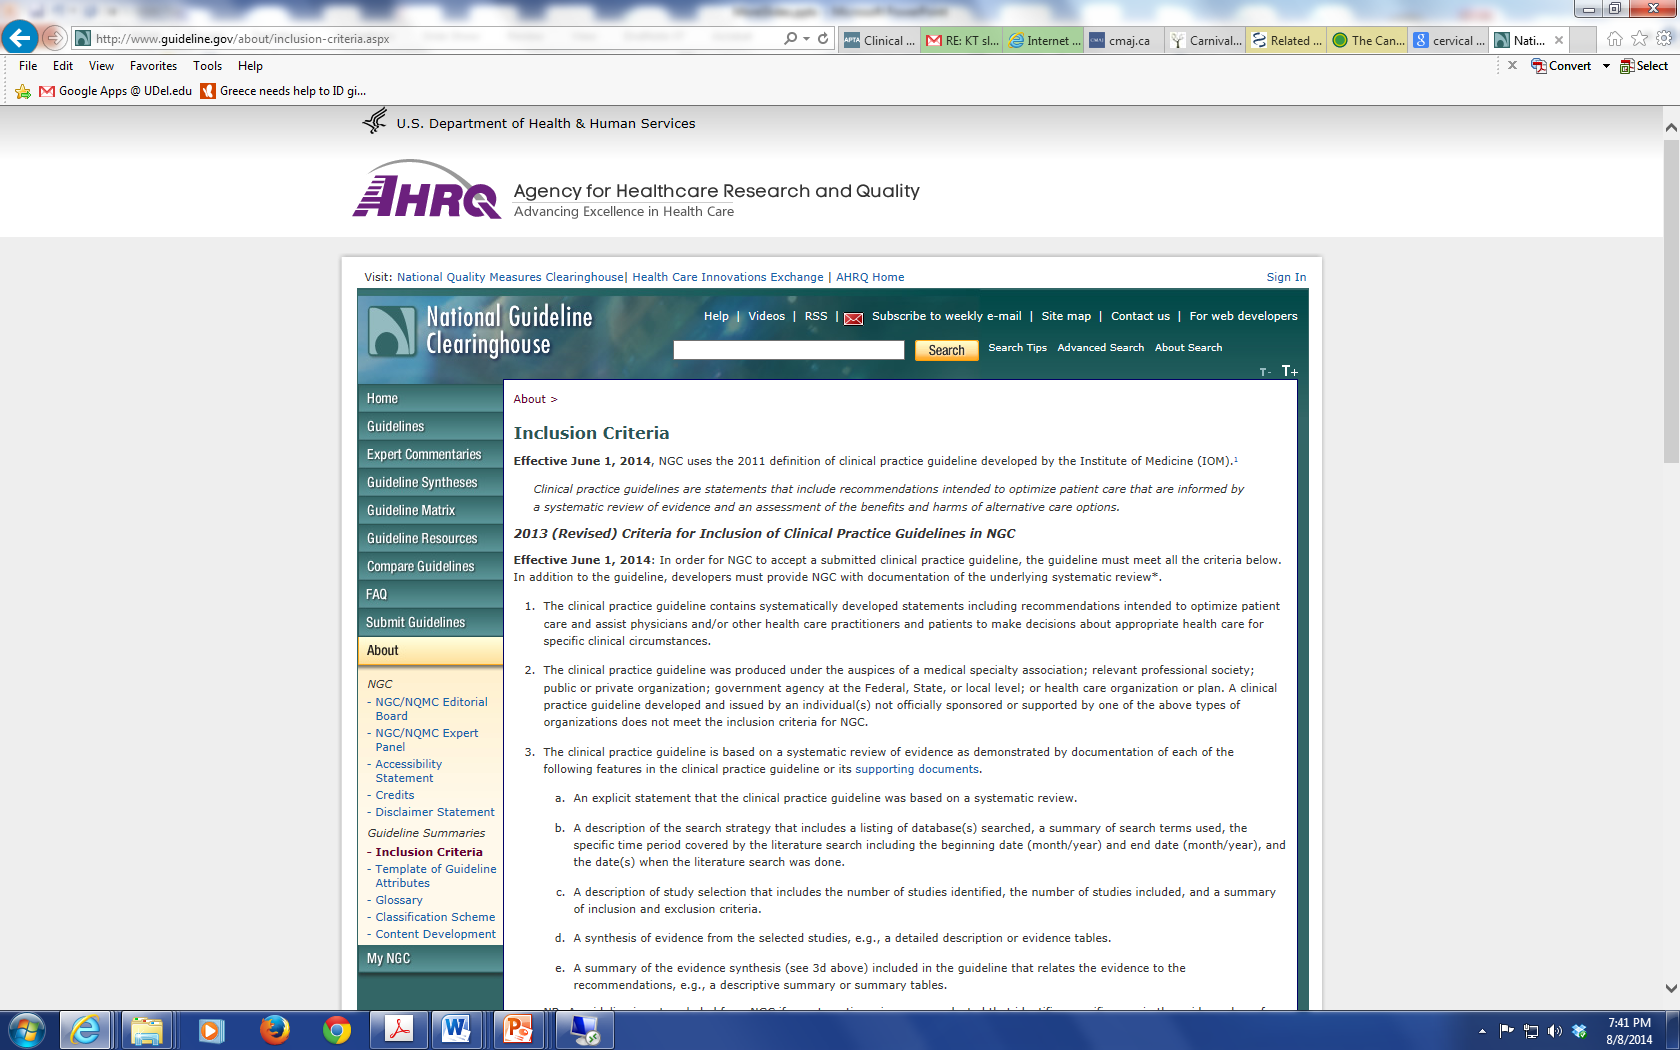 http://www.guideline.gov/about/inclusion-criteria.aspx
APTA Clinical ...
RE: KT sl...
Internet ...
cmaj.ca
Carnival...
Related ...
The Can...
cervical ...
Nati...
File Edit View Favorites Tools Help
Convert Select
Google Apps @ UDel.edu Greece needs help to ID gi...
U.S. Department of Health & Human Services
AHRQ
Agency for Healthcare Research and Quality
Advancing Excellence in Health Care
Visit: National Quality Measures Clearinghouse| Health Care Innovations Exchange | AHRQ Home
Sign In
National Guideline
Clearinghouse
Help | Videos | RSS | Subscribe to weekly e-mail | Site map | Contact us | For web developers
Search Search Tips Advanced Search About Search
T- T+
Home
Guidelines
Expert Commentaries
Guideline Syntheses
Guideline Matrix
Guideline Resources
Compare Guidelines
FAQ
Submit Guidelines
About
NGC
- NGC/NQMC Editorial
Board
- NGC/NQMC Expert
Panel
- Accessibility
Statement
- Credits
- Disclaimer Statement
Guideline Summaries
- Inclusion Criteria
- Template of Guideline
Attributes
- Glossary
- Classification Scheme
- Content Development
My NGC
About >
Inclusion Criteria
Effective June 1, 2014, NGC uses the 2011 definition of clinical practice guideline developed by the Institute of Medicine (IOM).¹
Clinical practice guidelines are statements that include recommendations intended to optimize patient care that are informed by
a systematic review of evidence and an assessment of the benefits and harms of alternative care options.
2013 (Revised) Criteria for Inclusion of Clinical Practice Guidelines in NGC
Effective June 1, 2014: In order for NGC to accept a submitted clinical practice guideline, the guideline must meet all the criteria below.
In addition to the guideline, developers must provide NGC with documentation of the underlying systematic review*.
1. The clinical practice guideline contains systematically developed statements including recommendations intended to optimize patient
care and assist physicians and/or other health care practitioners and patients to make decisions about appropriate health care for
specific clinical circumstances.
2. The clinical practice guideline was produced under the auspices of a medical specialty association; relevant professional society;
public or private organization; government agency at the Federal, State, or local level; or health care organization or plan. A clinical
practice guideline developed and issued by an individual(s) not officially sponsored or supported by one of the above types of
organizations does not meet the inclusion criteria for NGC.
3. The clinical practice guideline is based on a systematic review of evidence as demonstrated by documentation of each of the
following features in the clinical practice guideline or its supporting documents.
a. An explicit statement that the clinical practice guideline was based on a systematic review.
b. A description of the search strategy that includes a listing of database(s) searched, a summary of search terms used, the
specific time period covered by the literature search including the beginning date (month/year) and end date (month/year), and
the date(s) when the literature search was done.
c. A description of study selection that includes the number of studies identified, the number of studies included, and a summary
of inclusion and exclusion criteria.
d. A synthesis of evidence from the selected studies, e.g., a detailed description or evidence tables.
e. A summary of the evidence synthesis (see 3d above) included in the guideline that relates the evidence to the
recommendations, e.g., a descriptive summary or summary tables.
7:41 PM
8/8/2014